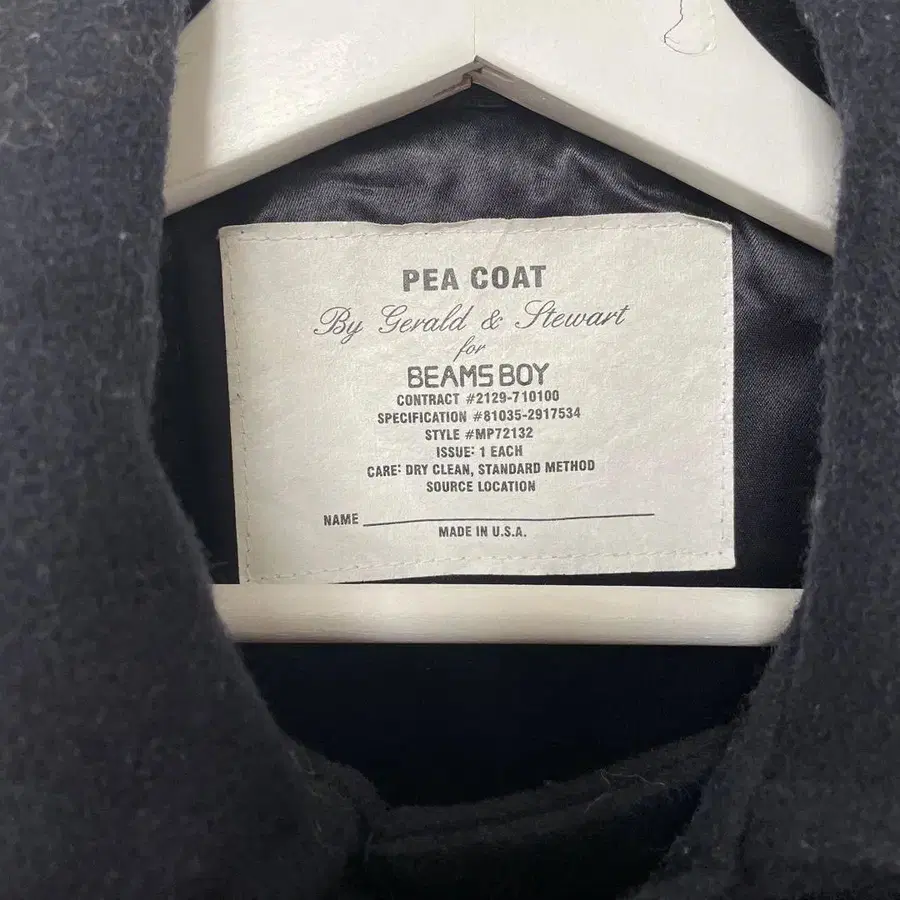 PEA COAT
By Gerald & Stewart
for
BEAMS BOY
CONTRACT #2129-710100
SPECIFICATION #81035-2917534
STYLE #MP72132
ISSUE: 1 EACH
CARE: DRY CLEAN, STANDARD METHOD
SOURCE LOCATION
NAME
MADE IN U.S.A.